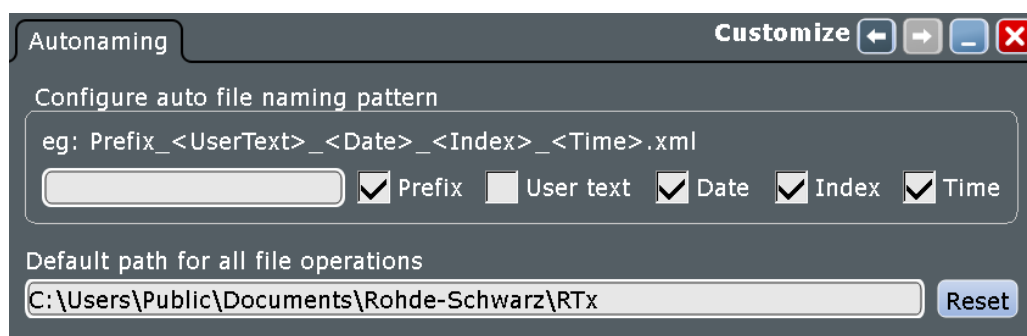 Autonaming
Customize
Configure auto file naming pattern
eg: Prefix_<UserText>_<Date>_<Index>_<Time>.xml
Prefix User text Date Index Time
Default path for all file operations
C:\Users\Public\Documents\Rohde-Schwarz\RTx Reset